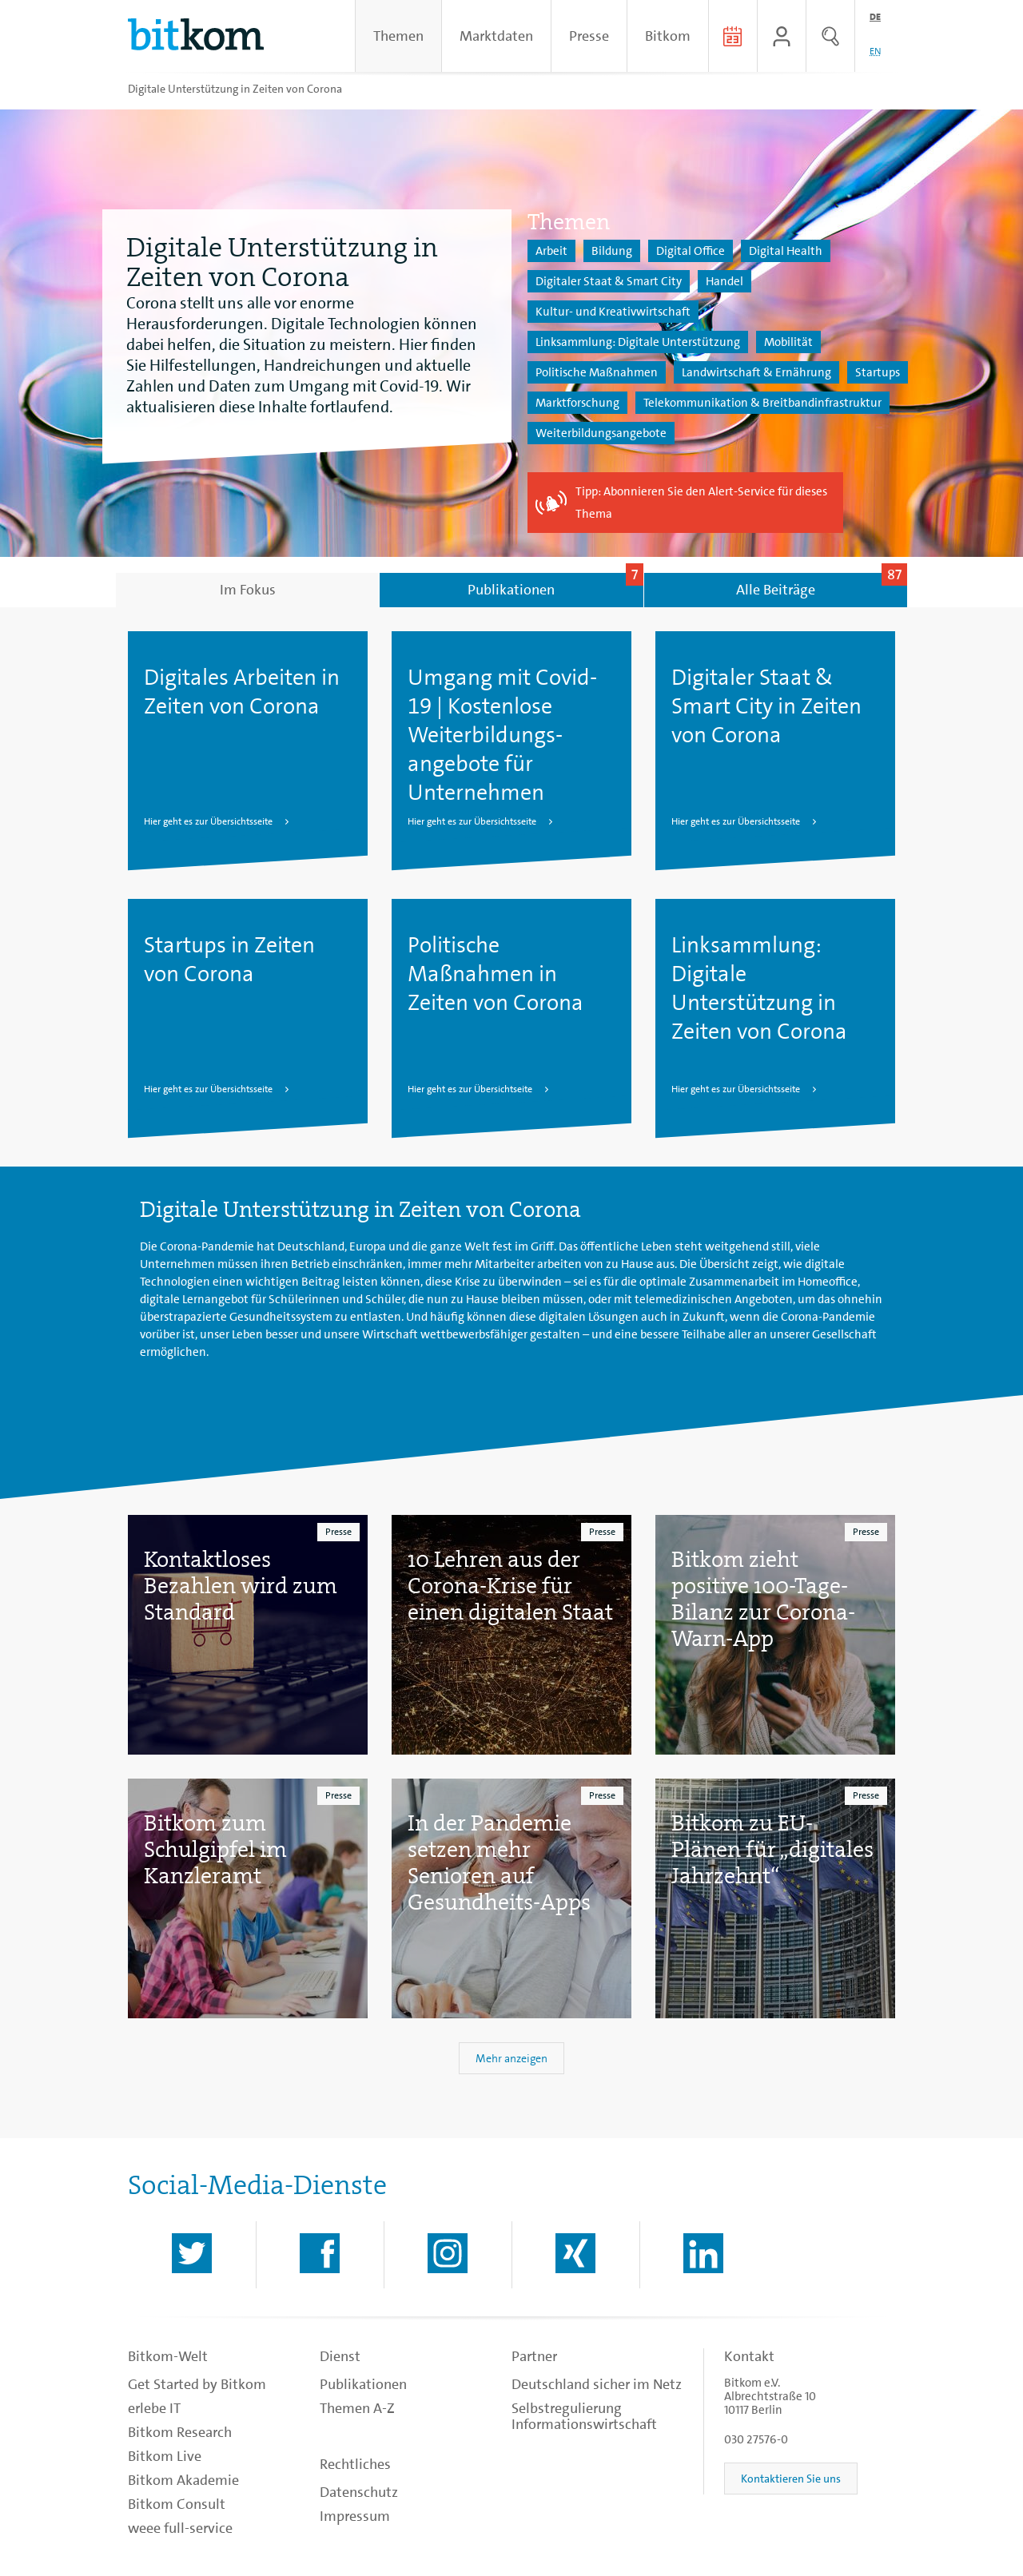 bitkom
Themen
Marktdaten
Presse
Bitkom
23
DE
EN
Digitale Unterstützung in Zeiten von Corona
Digitale Unterstützung in
Zeiten von Corona
Corona stellt uns alle vor enorme
Herausforderungen. Digitale Technologien können
dabei helfen, die Situation zu meistern. Hier finden
Sie Hilfestellungen, Handreichungen und aktuelle
Zahlen und Daten zum Umgang mit Covid-19. Wir
aktualisieren diese Inhalte fortlaufend.
Themen
Arbeit Bildung Digital Office Digital Health
Digitaler Staat & Smart City Handel
Kultur- und Kreativwirtschaft
Linksammlung: Digitale Unterstützung Mobilität
Politische Maßnahmen Landwirtschaft & Ernährung Startups
Marktforschung Telekommunikation & Breitbandinfrastruktur
Weiterbildungsangebote
Tipp: Abonnieren Sie den Alert-Service für dieses
Thema
Im Fokus
Publikationen
7
Alle Beiträge
87
Digitales Arbeiten in
Zeiten von Corona
Hier geht es zur Übersichtsseite
Umgang mit Covid-
19 | Kostenlose
Weiterbildungs-
angebote für
Unternehmen
Hier geht es zur Übersichtsseite
Digitaler Staat &
Smart City in Zeiten
von Corona
Hier geht es zur Übersichtsseite
Startups in Zeiten
von Corona
Hier geht es zur Übersichtsseite
Politische
Maßnahmen in
Zeiten von Corona
Hier geht es zur Übersichtseite
Linksammlung:
Digitale
Unterstützung in
Zeiten von Corona
Hier geht es zur Übersichtsseite
Digitale Unterstützung in Zeiten von Corona
Die Corona-Pandemie hat Deutschland, Europa und die ganze Welt fest im Griff. Das öffentliche Leben steht weitgehend still, viele
Unternehmen müssen ihren Betrieb einschränken, immer mehr Mitarbeiter arbeiten von zu Hause aus. Die Übersicht zeigt, wie digitale
Technologien einen wichtigen Beitrag leisten können, diese Krise zu überwinden – sei es für die optimale Zusammenarbeit im Homeoffice,
digitale Lernangebot für Schülerinnen und Schüler, die nun zu Hause bleiben müssen, oder mit telemedizinischen Angeboten, um das ohnehin
überstrapazierte Gesundheitssystem zu entlasten. Und häufig können diese digitalen Lösungen auch in Zukunft, wenn die Corona-Pandemie
vorüber ist, unser Leben besser und unsere Wirtschaft wettbewerbsfähiger gestalten – und eine bessere Teilhabe aller an unserer Gesellschaft
ermöglichen.
Presse
Kontaktloses
Bezahlen wird zum
Standard
Presse
10 Lehren aus der
Corona-Krise für
einen digitalen Staat
Presse
Bitkom zieht
positive 100-Tage-
Bilanz zur Corona-
Warn-App
Presse
Bitkom zum
Schulgipfel im
Kanzleramt
Presse
In der Pandemie
setzen mehr
Senioren auf
Gesundheits-Apps
Presse
Bitkom zu EU-
Plänen für „digitales
Jahrzehnt“
Mehr anzeigen
Social-Media-Dienste
Bitkom-Welt
Get Started by Bitkom
erlebe IT
Bitkom Research
Bitkom Live
Bitkom Akademie
Bitkom Consult
weee full-service
Dienst
Publikationen
Themen A-Z
Rechtliches
Datenschutz
Impressum
Partner
Deutschland sicher im Netz
Selbstregulierung
Informationswirtschaft
Kontakt
Bitkom e.V.
Albrechtstraße 10
10117 Berlin
030 27576-0
Kontaktieren Sie uns